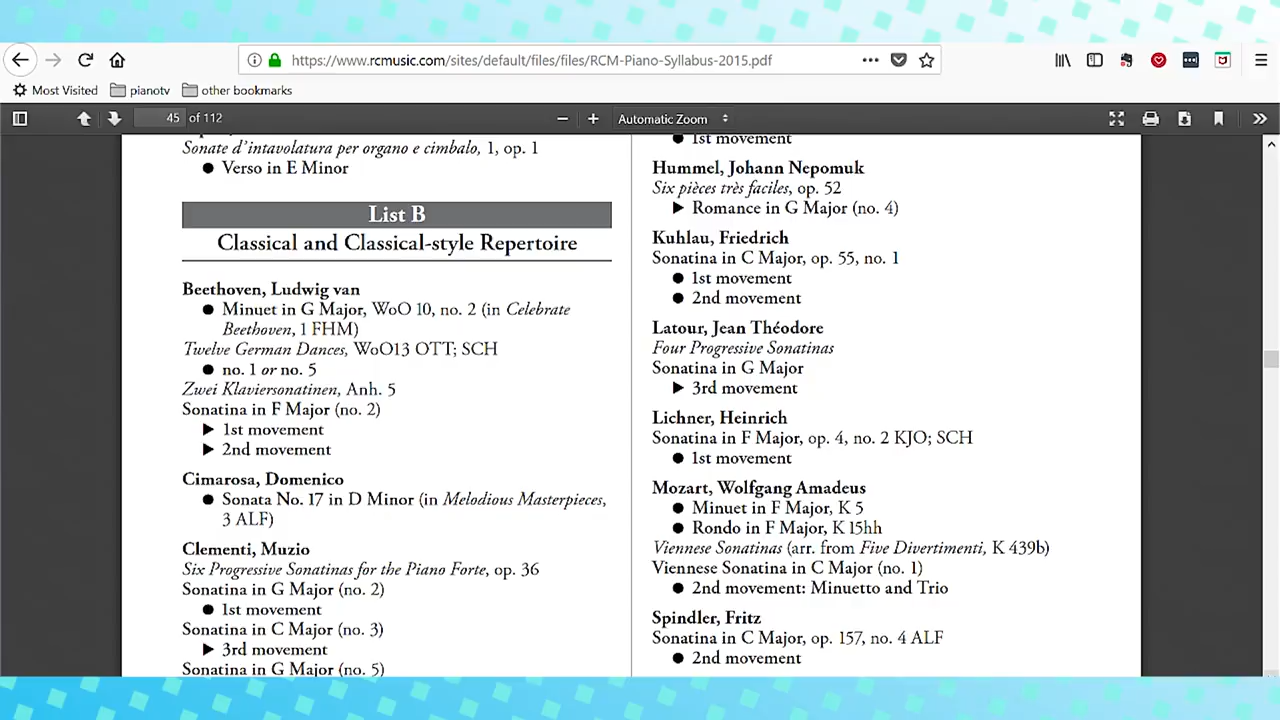 https://www.rcmusic.com/sites/default/files/files/RCM-Piano-Syllabus-2015.pdf
Most Visited pianotv other bookmarks
45 of 112
Automatic Zoom
Sonate d'intavolatura per organo e cimbalo, 1, op. 1
● Verso in E Minor
List B
Classical and Classical-style Repertoire
Beethoven, Ludwig van
● Minuet in G Major, WoO 10, no. 2 (in Celebrate
Beethoven, 1 FHM)
Twelve German Dances, WoO13 OTT; SCH
● no. 1 or no. 5
Zwei Klaviersonatinen, Anh. 5
Sonatina in F Major (no. 2)
► 1st movement
► 2nd movement
Cimarosa, Domenico
● Sonata No. 17 in D Minor (in Melodious Masterpieces,
3 ALF)
Clementi, Muzio
Six Progressive Sonatinas for the Piano Forte, op. 36
Sonatina in G Major (no. 2)
● 1st movement
Sonatina in C Major (no. 3)
► 3rd movement
Sonatina in G Major (no. 5)
● 1st movement
Hummel, Johann Nepomuk
Six pièces très faciles, op. 52
► Romance in G Major (no. 4)
Kuhlau, Friedrich
Sonatina in C Major, op. 55, no. 1
● 1st movement
● 2nd movement
Latour, Jean Théodore
Four Progressive Sonatinas
Sonatina in G Major
► 3rd movement
Lichner, Heinrich
Sonatina in F Major, op. 4, no. 2 KJO; SCH
● 1st movement
Mozart, Wolfgang Amadeus
● Minuet in F Major, K 5
● Rondo in F Major, K 15hh
Viennese Sonatinas (arr. from Five Divertimenti, K 439b)
Viennese Sonatina in C Major (no. 1)
● 2nd movement: Minuetto and Trio
Spindler, Fritz
Sonatina in C Major, op. 157, no. 4 ALF
● 2nd movement